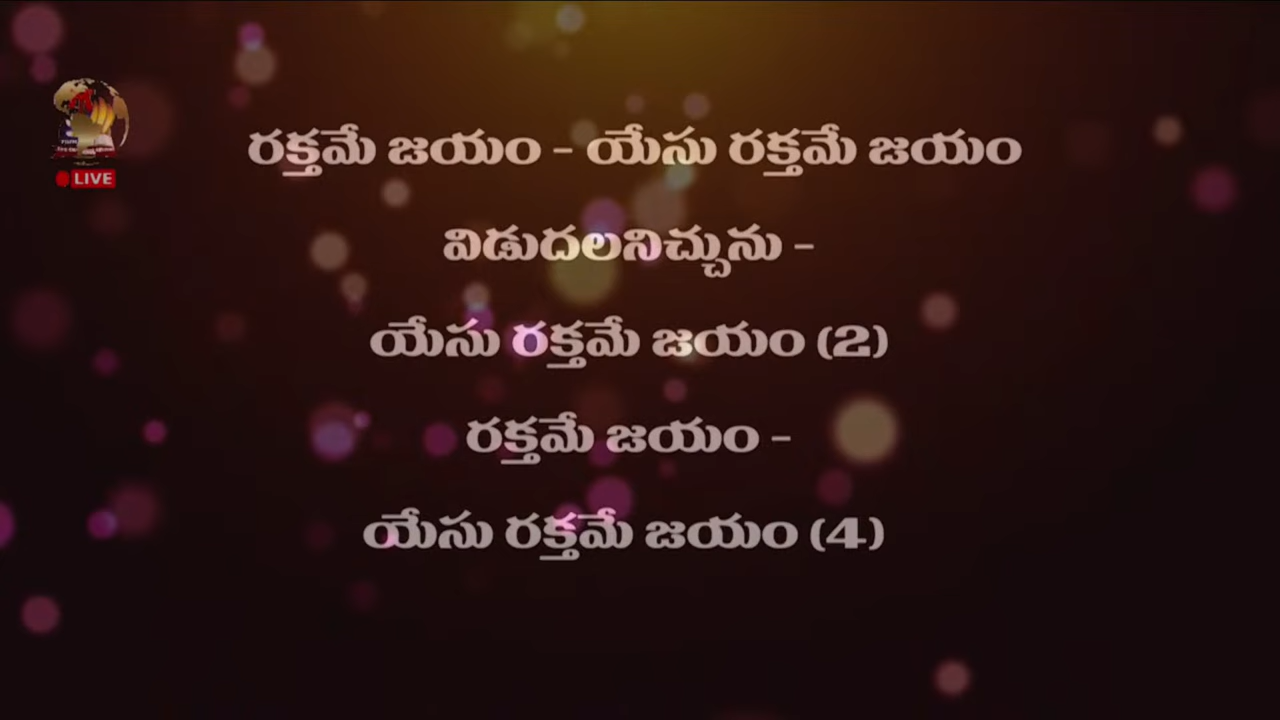 LIVE
రక్తమే జయం - యేసు రక్తమే జయం
విడుదలనిచ్చును -
యేసు రక్తమే జయం (2)
రక్తమే జయం -
యేసు రక్తమే జయం (4)